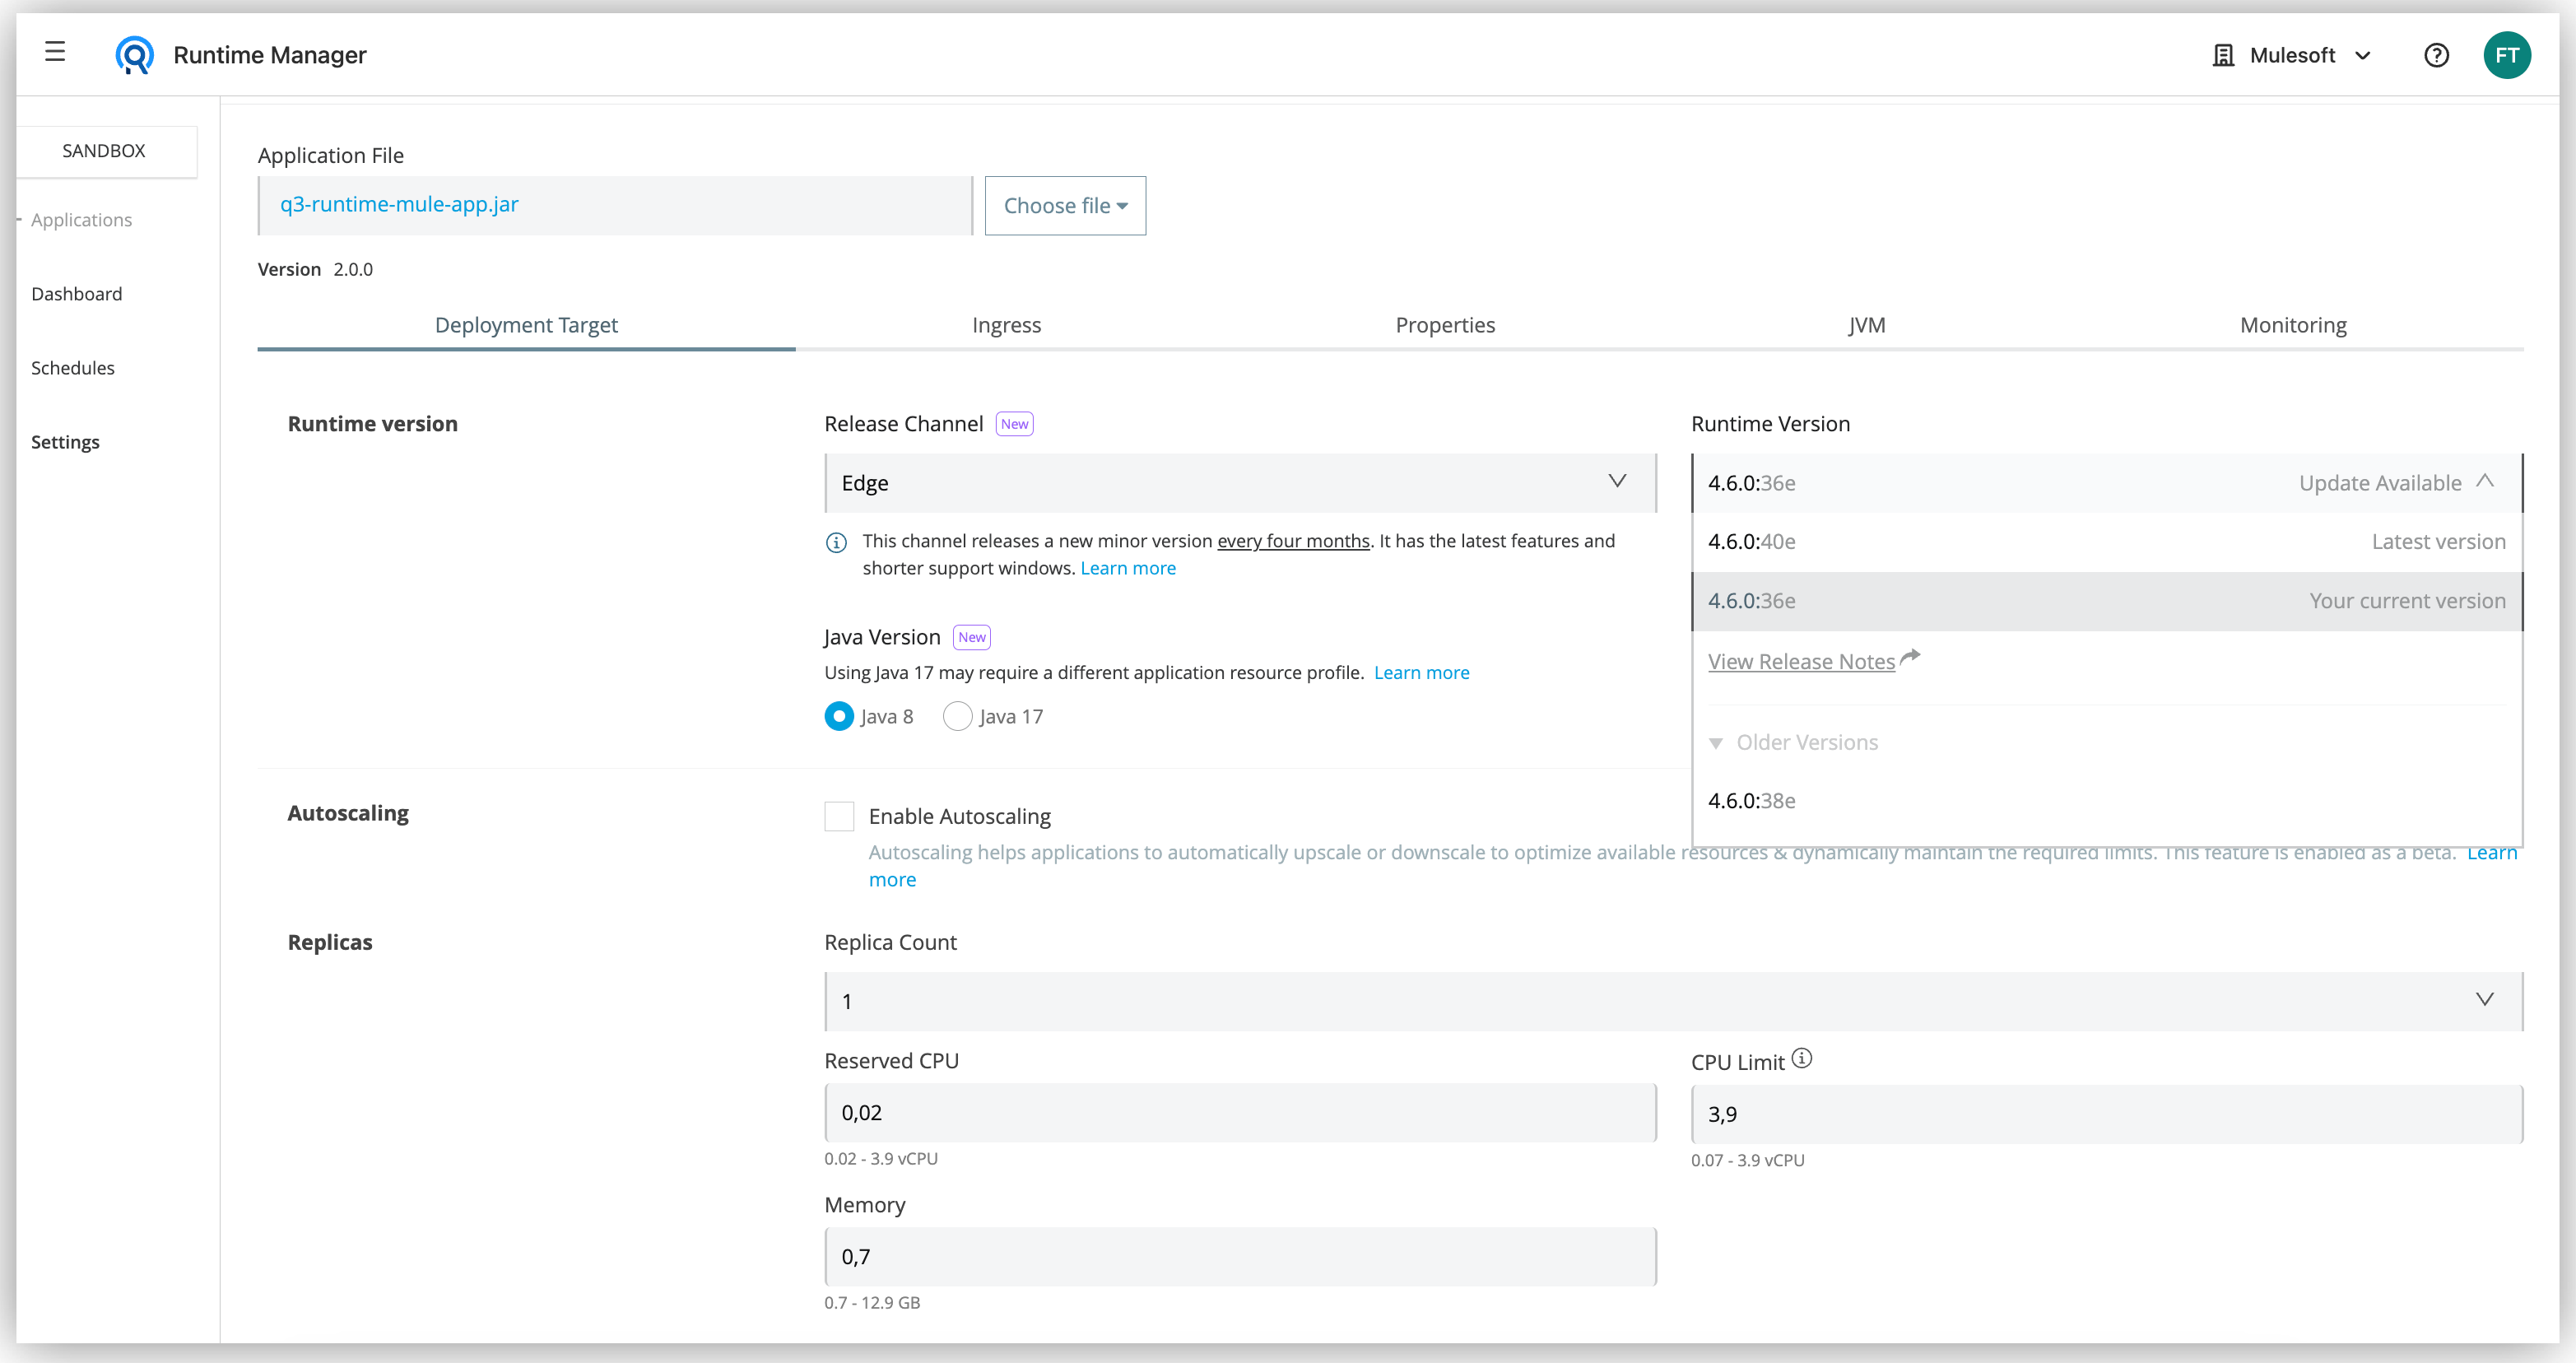 Runtime Manager
Mulesoft
FT
SANDBOX
Applications
Dashboard
Schedules
Settings
Application File
q3-runtime-mule-app.jar
Choose file
Version 2.0.0
Deployment Target
Ingress
Properties
JVM
Monitoring
Runtime version
Release Channel New
Edge
This channel releases a new minor version every four months. It has the latest features and
shorter support windows. Learn more
Java Version New
Using Java 17 may require a different application resource profile. Learn more
Java 8
Java 17
Runtime Version
4.6.0:36e Update Available
4.6.0:40e Latest version
4.6.0:36e Your current version
View Release Notes
Older Versions
4.6.0:38e
Autoscaling
Enable Autoscaling
Autoscaling helps applications to automatically upscale or downscale to optimize available resources & dynamically maintain the required limits. This feature is enabled as a beta. Learn
more
Replicas
Replica Count
1
Reserved CPU
0,02
0.02 - 3.9 vCPU
CPU Limit
3,9
0.07 - 3.9 vCPU
Memory
0,7
0.7 - 12.9 GB